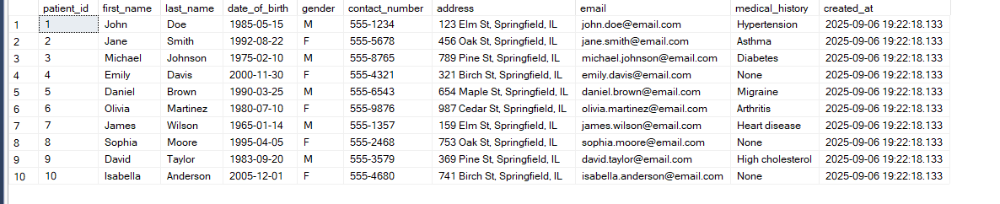 patient_id first_name last_name date_of_birth gender contact_number address email medical_history created_at
1 1 John Doe 1985-05-15 M 555-1234 123 Elm St, Springfield, IL john.doe@email.com Hypertension 2025-09-06 19:22:18.133
2 2 Jane Smith 1992-08-22 F 555-5678 456 Oak St, Springfield, IL jane.smith@email.com Asthma 2025-09-06 19:22:18.133
3 3 Michael Johnson 1975-02-10 M 555-8765 789 Pine St, Springfield, IL michael.johnson@email.com Diabetes 2025-09-06 19:22:18.133
4 4 Emily Davis 2000-11-30 F 555-4321 321 Birch St, Springfield, IL emily.davis@email.com None 2025-09-06 19:22:18.133
5 5 Daniel Brown 1990-03-25 M 555-6543 654 Maple St, Springfield, IL daniel.brown@email.com Migraine 2025-09-06 19:22:18.133
6 6 Olivia Martinez 1980-07-10 F 555-9876 987 Cedar St, Springfield, IL olivia.martinez@email.com Arthritis 2025-09-06 19:22:18.133
7 7 James Wilson 1965-01-14 M 555-1357 159 Elm St, Springfield, IL james.wilson@email.com Heart disease 2025-09-06 19:22:18.133
8 8 Sophia Moore 1995-04-05 F 555-2468 753 Oak St, Springfield, IL sophia.moore@email.com None 2025-09-06 19:22:18.133
9 9 David Taylor 1983-09-20 M 555-3579 369 Pine St, Springfield, IL david.taylor@email.com High cholesterol 2025-09-06 19:22:18.133
10 10 Isabella Anderson 2005-12-01 F 555-4680 741 Birch St, Springfield, IL isabella.anderson@email.com None 2025-09-06 19:22:18.133